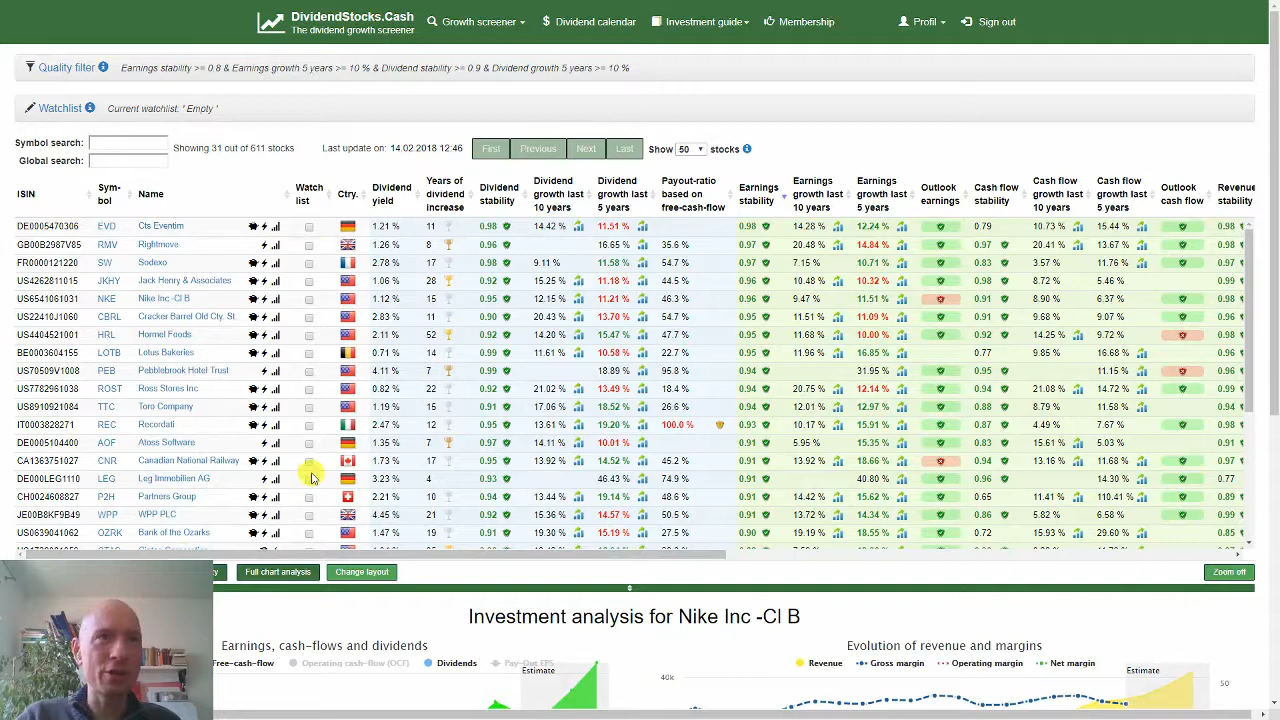 DividendStocks.Cash
The dividend growth screener
Growth screener
Dividend calendar
Investment guide
Membership
Profil
Sign out
Quality filter Earnings stability >= 0.8 & Earnings growth 5 years >= 10 % & Dividend stability >= 0.9 & Dividend growth 5 years >= 10 %
Watchlist Current watchlist: ' Empty '
Symbol search:
Global search:
Showing 31 out of 611 stocks
Last update on: 14.02.2018 12:46
First Previous Next Last
Show 50 stocks
ISIN
Sym-
bol
Name
Watch
list
Ctry.
Dividend
yield
Years of
dividend
increase
Dividend
stability
Dividend
growth last
10 years
Dividend
growth last
5 years
Payout-ratio
based on
free-cash-flow
Earnings
stability
Earnings
growth last
10 years
Earnings
growth last
5 years
Outlook
earnings
Cash flow
stability
Cash flow
growth last
10 years
Cash flow
growth last
5 years
Outlook
cash flow
Revenue
stability
DE0005470306 EVD Cts Eventim 1.21 % 11 0.98 14.42 % 11.51 % 0.98 14.28 % 12.24 % 0.79 10.73 % 15.44 % 0.98
GB00B2987V85 RMV Rightmove 1.26 % 8 0.96 16.65 % 35.6 % 0.97 20.48 % 14.84 % 0.97 20.41 % 13.67 % 0.98
FR0000121220 SW Sodexo 2.78 % 17 0.98 9.11 % 11.58 % 54.7 % 0.97 7.15 % 10.71 % 0.83 3.57 % 11.76 % 0.98
JKHY Jack Henry & Associates 1.06 % 28 0.96 15.25 % 11.18 % 44.5 % 0.96 10.48 % 10.32 % 0.98 5.46 % 0.99
NKE Nike Inc -Cl B 1.12 % 15 0.95 12.15 % 11.21 % 46.3 % 0.96 9.47 % 11.51 % 0.91 6.37 % 0.98
CBRL Cracker Barrel Old Cty. St. 2.83 % 11 0.90 20.43 % 13.70 % 54.7 % 0.95 11.51 % 11.09 % 0.91 9.68 % 9.07 % 0.96
HRL Hormel Foods 2.11 % 52 0.99 14.20 % 15.47 % 47.7 % 0.95 11.68 % 10.00 % 0.92 14.25 % 9.72 % 0.96
BE0003604155 LOTB Lotus Bakeries 0.71 % 14 0.99 11.61 % 10.58 % 22.7 % 0.95 11.96 % 16.85 % 0.77 9.85 % 16.68 % 0.96
US70509V1008 PEB Pebblebrook Hotel Trust 4.11 % 7 0.99 18.89 % 95.8 % 0.94 31.95 % 0.95 11.15 % 0.96
US7782961038 ROST Ross Stores Inc 0.82 % 22 0.99 21.02 % 13.49 % 18.4 % 0.94 20.75 % 12.14 % 0.94 21.08 % 14.72 % 0.99
TTC Toro Company 1.19 % 15 0.91 17.06 % 18.52 % 26.6 % 0.94 12.01 % 12.97 % 0.88 11.58 % 0.94
IT0003828271 REC Recordati 2.47 % 12 0.95 13.61 % 19.20 % 100.0 % 0.93 10.17 % 15.91 % 0.87 4.49 % 7.67 % 0.98
DE0005104400 AOF Atoss Software 1.35 % 7 0.97 14.11 % 10.01 % 0.92 5.95 % 15.35 % 0.83 15.61 % 5.03 % 0.91
CA1363751027 CNR Canadian National Railway 1.73 % 17 0.95 13.92 % 14.52 % 45.2 % 0.91 13.92 % 18.66 % 0.94 11.68 % 0.97
DE000LEG1110 LEG Leg Immobilien AG 3.23 % 4 0.93 46.43 % 74.9 % 0.91 40.80 % 0.96 14.30 % 0.77
CH0024608827 P2H Partners Group 2.21 % 10 0.94 13.44 % 19.14 % 48.6 % 0.91 14.42 % 15.62 % 0.65 11.41 % 110.41 % 0.89
JE00B8KF9B49 WPP WPP PLC 4.45 % 19 0.92 15.36 % 14.57 % 50.5 % 0.91 13.72 % 14.34 % 0.86 5.82 % 6.58 % 0.99
OZRK Bank of the Ozarks 1.47 % 21 0.91 19.30 % 15.19 % 27.5 % 0.90 19.19 % 18.55 % 0.72 29.60 % 0.85
Full chart analysis
Change layout
Zoom off
Investment analysis for Nike Inc -Cl B
Earnings, cash-flows and dividends
Evolution of revenue and margins
Free-cash-flow Operating cash-flow (OCF) Dividends Pay-Out EPS
Revenue Gross margin Operating margin Net margin
Estimate
40k
Estimate
50